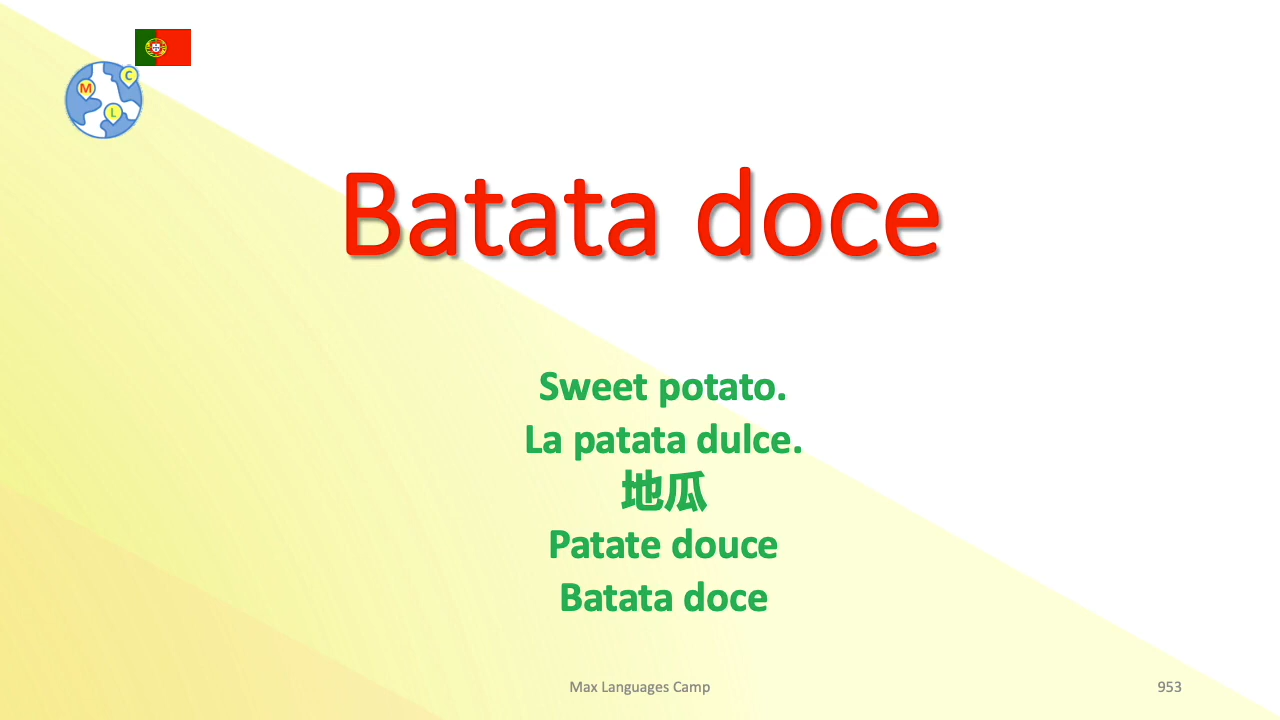 C
M
L
Batata doce
Sweet potato.
La patata dulce.
地瓜
Patate douce
Batata doce
Max Languages Camp
953